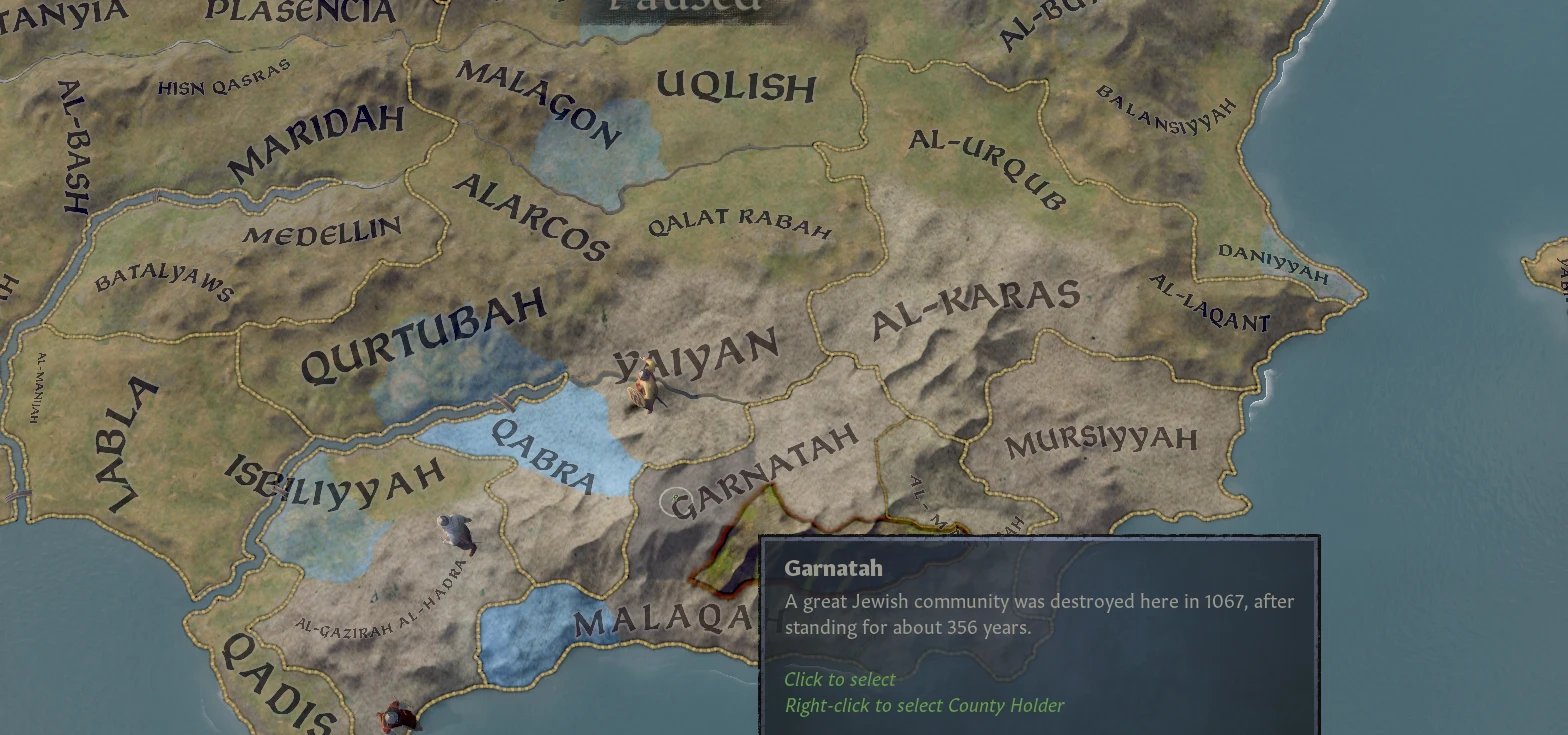 TANYIA
PLASENCIA
Paused
AL-BU
HISN QASRAS
MALAGON
UQLISH
AL-BASH
MARIDAH
BALANSIYYAH
AL-URQUB
MEDELLIN
ALARCOS
QALAT RABAH
BATALYAWS
DANIYYAH
AL-LAQANT
AH
QURTUBAH
YAIYAN
AL-KARAS
AL-MANIJAH
LABLA
QABRA
GARNATAH
MURSIYYAH
ISBILIYYAH
AL-GAZIRAH AL-HADRA
MALAQAH
QADIS
Garnatah
A great Jewish community was destroyed here in 1067, after
standing for about 356 years.
Click to select
Right-click to select County Holder